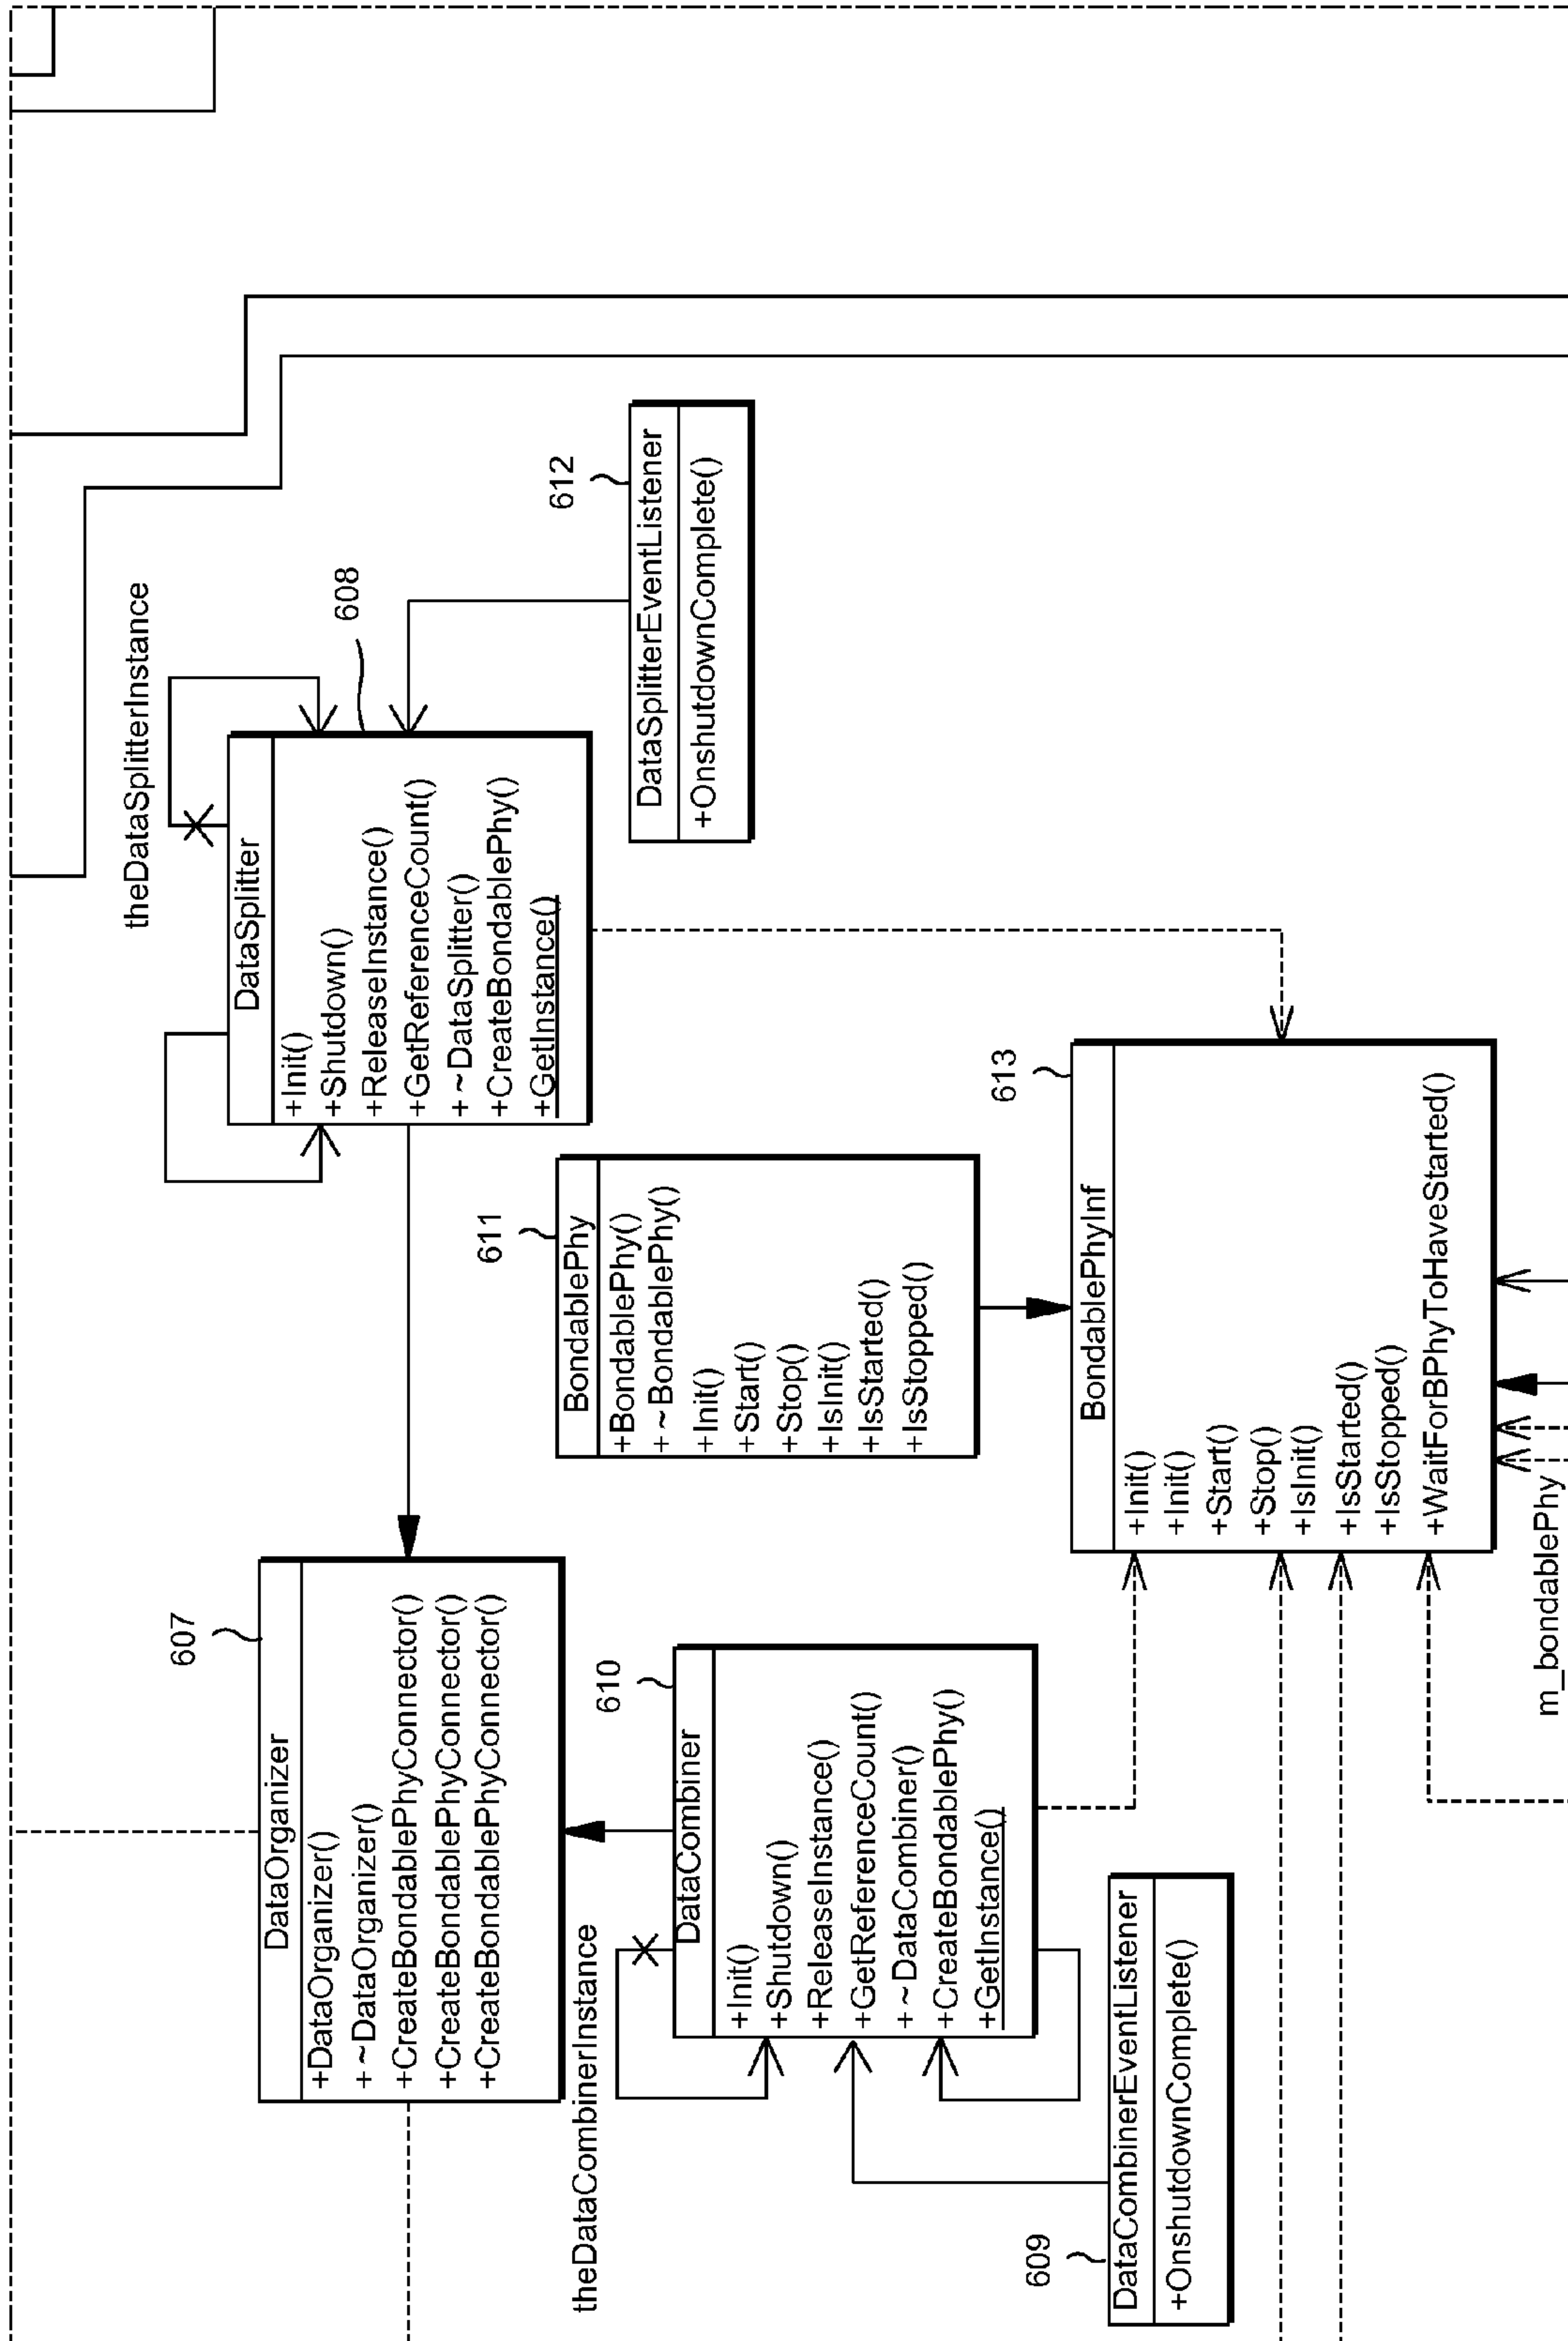 607
DataOrganizer
+DataOrganizer()
+~DataOrganizer()
+CreateBondablePhyConnector()
+CreateBondablePhyConnector()
+CreateBondablePhyConnector()
theDataSplitterInstance
608
DataSplitter
+Init()
+Shutdown()
+ReleaseInstance()
+GetReferenceCount()
+~DataSplitter()
+CreateBondablePhy()
+GetInstance()
theDataCombinerInstance
610
DataCombiner
+Init()
+Shutdown()
+ReleaseInstance()
+GetReferenceCount()
+~DataCombiner()
+CreateBondablePhy()
+GetInstance()
611
BondablePhy
+BondablePhy()
+~BondablePhy()
+Init()
+Start()
+Stop()
+IsInit()
+IsStarted()
+IsStopped()
612
DataSplitterEventListener
+OnshutdownComplete()
609
DataCombinerEventListener
+OnshutdownComplete()
613
BondablePhyInf
+Init()
+Init()
+Start()
+Stop()
+IsInit()
+IsStarted()
+IsStopped()
+WaitForBPhyToHaveStarted()
m_bondablePhy